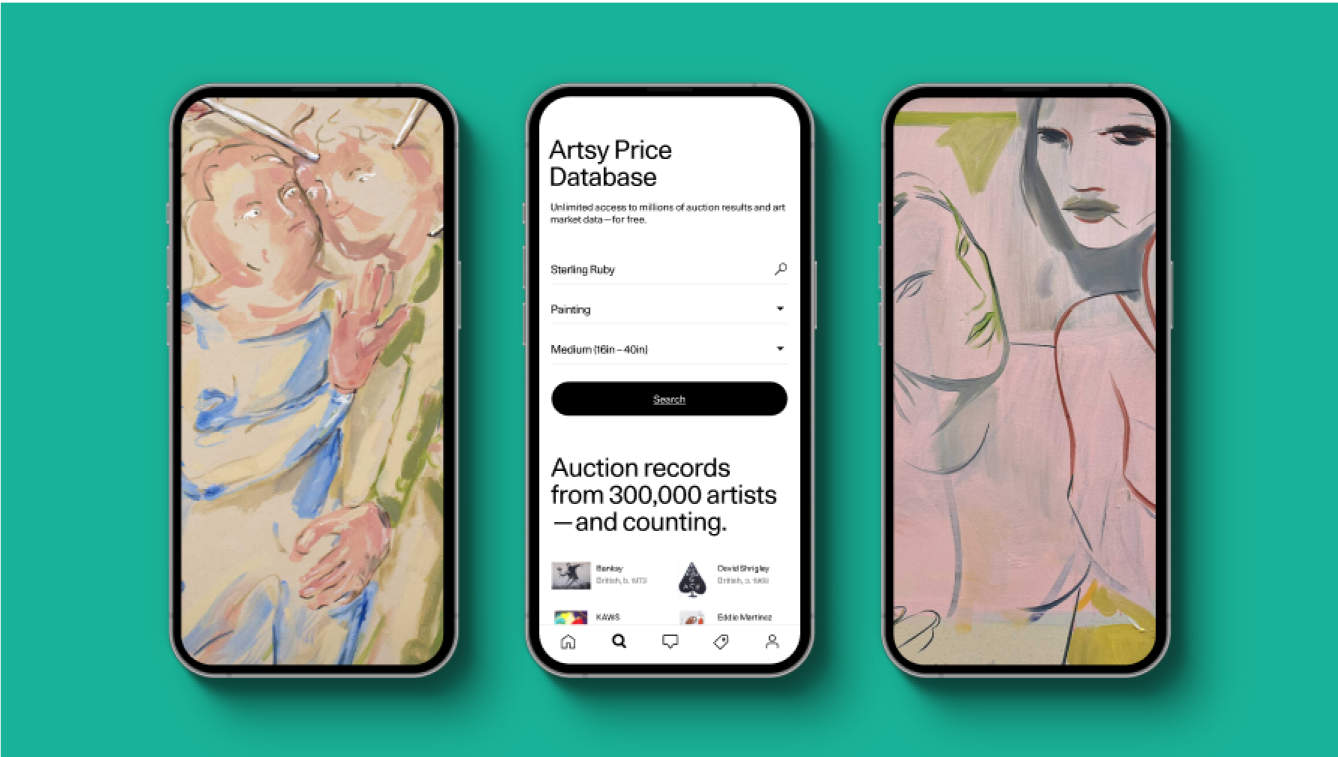 Artsy Price
Database
Unlimited access to millions of auction results and art
market data—for free.
Sterling Ruby
Painting
Medium (16in – 40in)
Search
Auction records
from 300,000 artists
—and counting.
Banksy
British, b.
David Shrigley
British, b.
KAWS
Eddie Martinez